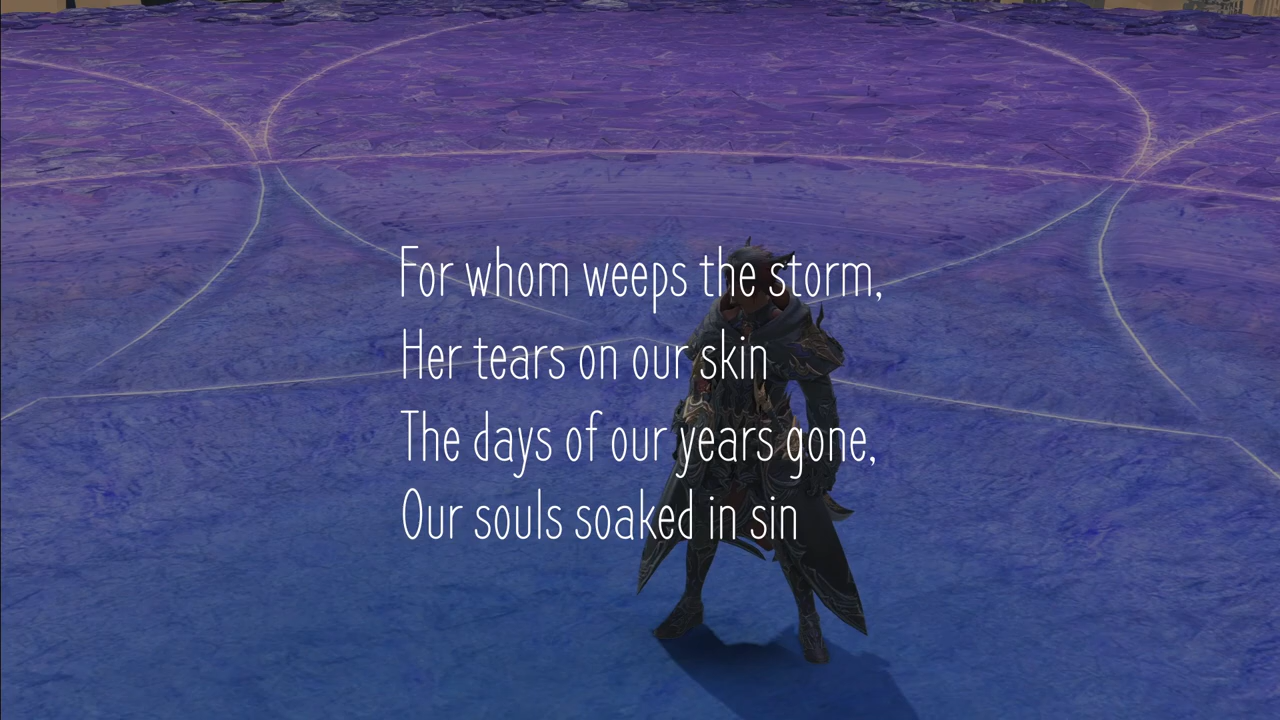 For whom weeps the storm,
Her tears on our skin
The days of our years gone,
Our souls soaked in sin